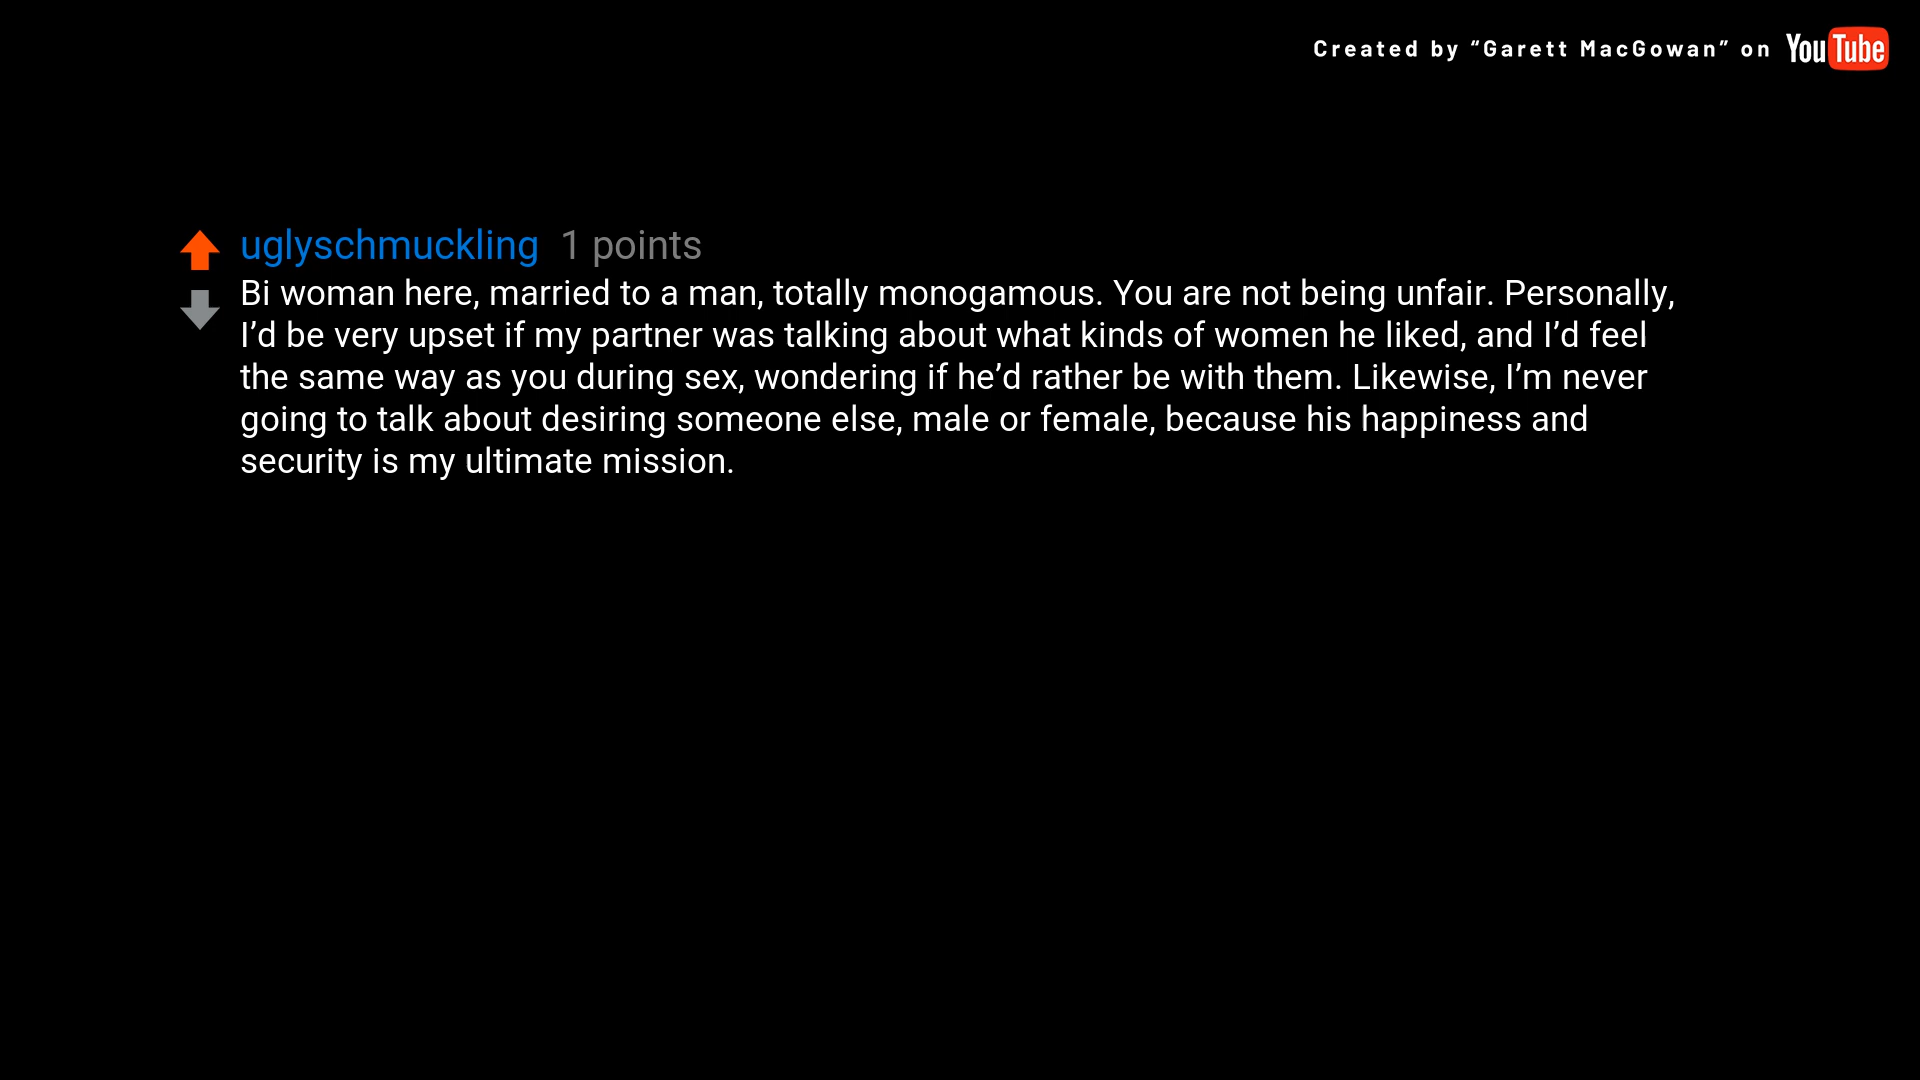 Created by “Garett MacGowan” on YouTube
uglyschmuckling 1 points
Bi woman here, married to a man, totally monogamous. You are not being unfair. Personally,
I’d be very upset if my partner was talking about what kinds of women he liked, and I’d feel
the same way as you during sex, wondering if he’d rather be with them. Likewise, I’m never
going to talk about desiring someone else, male or female, because his happiness and
security is my ultimate mission.